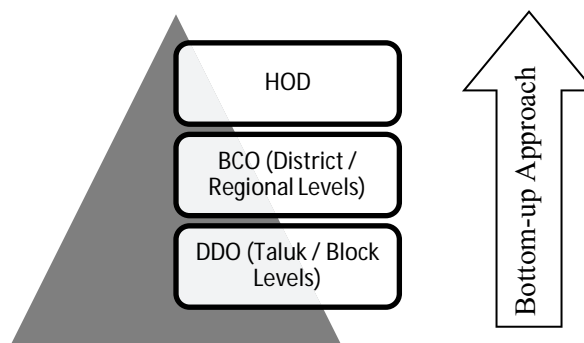 HOD
BCO (District /
Regional Levels)
DDO (Taluk / Block
Levels)
Bottom-up Approach